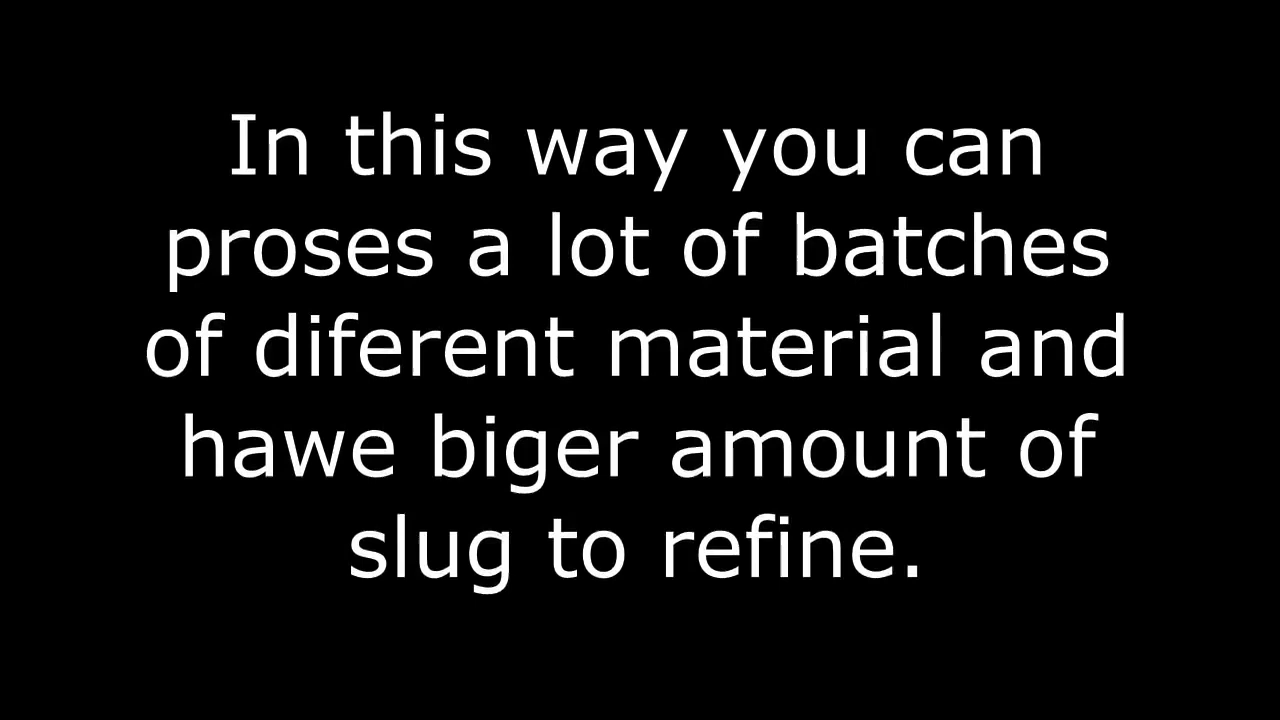 In this way you can
proses a lot of batches
of diferent material and
hawe biger amount of
slug to refine.